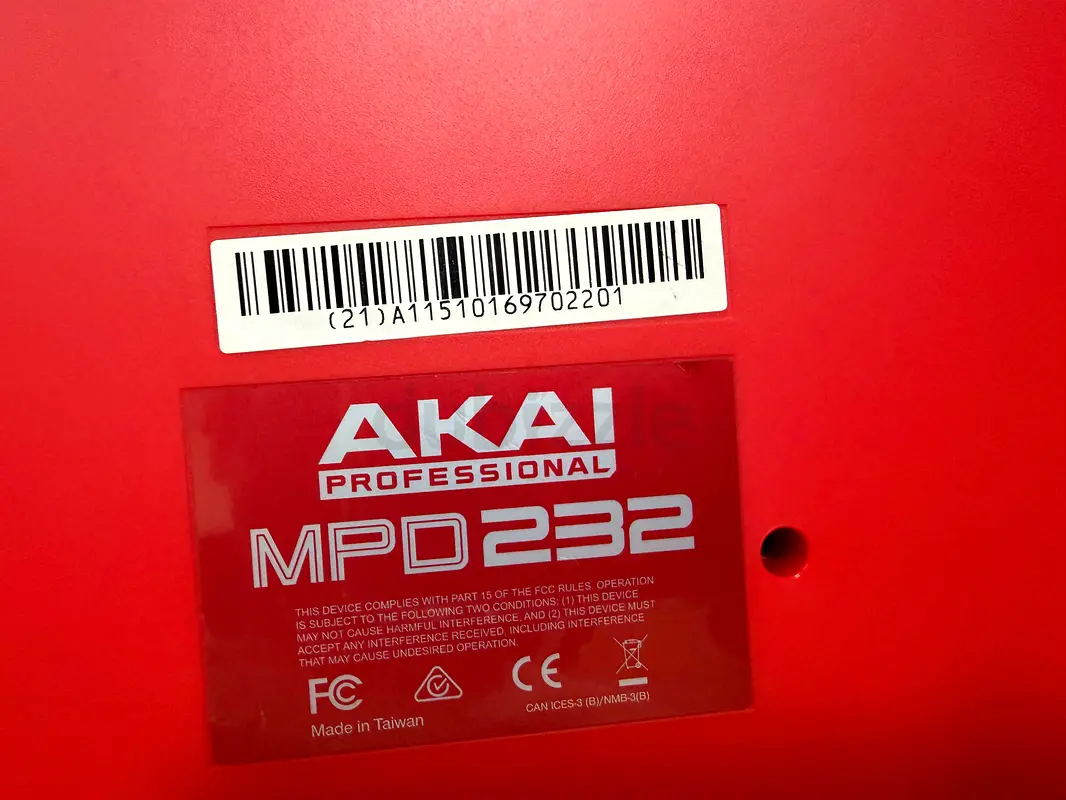 (21)A11510169702201
AKAI
PROFESSIONAL
MPD232
THIS DEVICE COMPLIES WITH PART 15 OF THE FCC RULES. OPERATION
IS SUBJECT TO THE FOLLOWING TWO CONDITIONS: (1) THIS DEVICE
MAY NOT CAUSE HARMFUL INTERFERENCE, AND (2) THIS DEVICE MUST
ACCEPT ANY INTERFERENCE RECEIVED, INCLUDING INTERFERENCE
THAT MAY CAUSE UNDESIRED OPERATION.
FC CE
CAN ICES-3 (B)/NMB-3(B)
Made in Taiwan